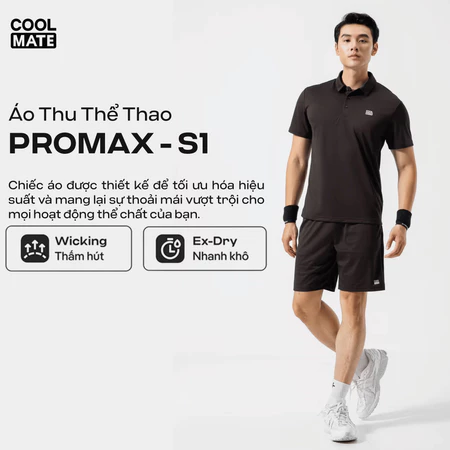 COOL
MATE
Áo Thu Thể Thao
PROMAX - S1
Chiếc áo được thiết kế để tối ưu hóa hiệu
suất và mang lại sự thoải mái vượt trội cho
mọi hoạt động thể chất của bạn.
Wicking
Thấm hút
Ex-Dry
Nhanh khô